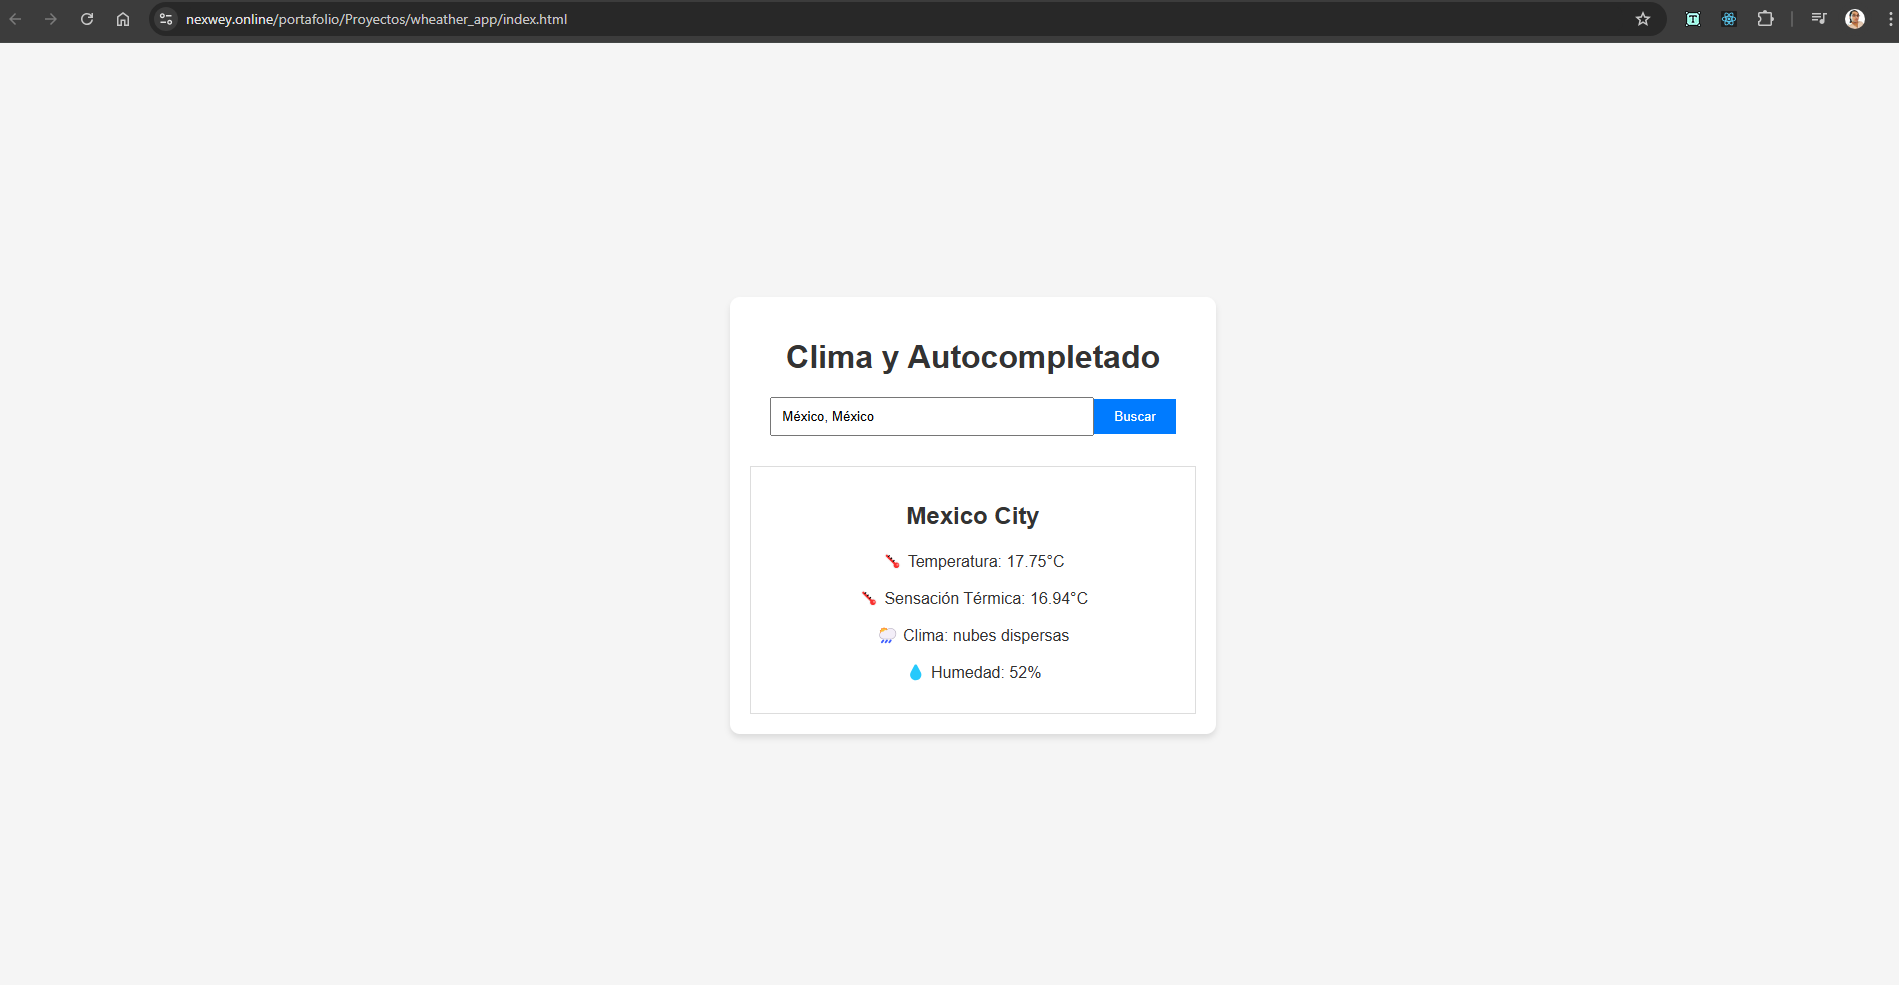 nexwey.online/portafolio/Proyectos/wheather_app/index.html
Clima y Autocompletado
México, México
Buscar
Mexico City
Temperatura: 17.75°C
Sensación Térmica: 16.94°C
Clima: nubes dispersas
Humedad: 52%